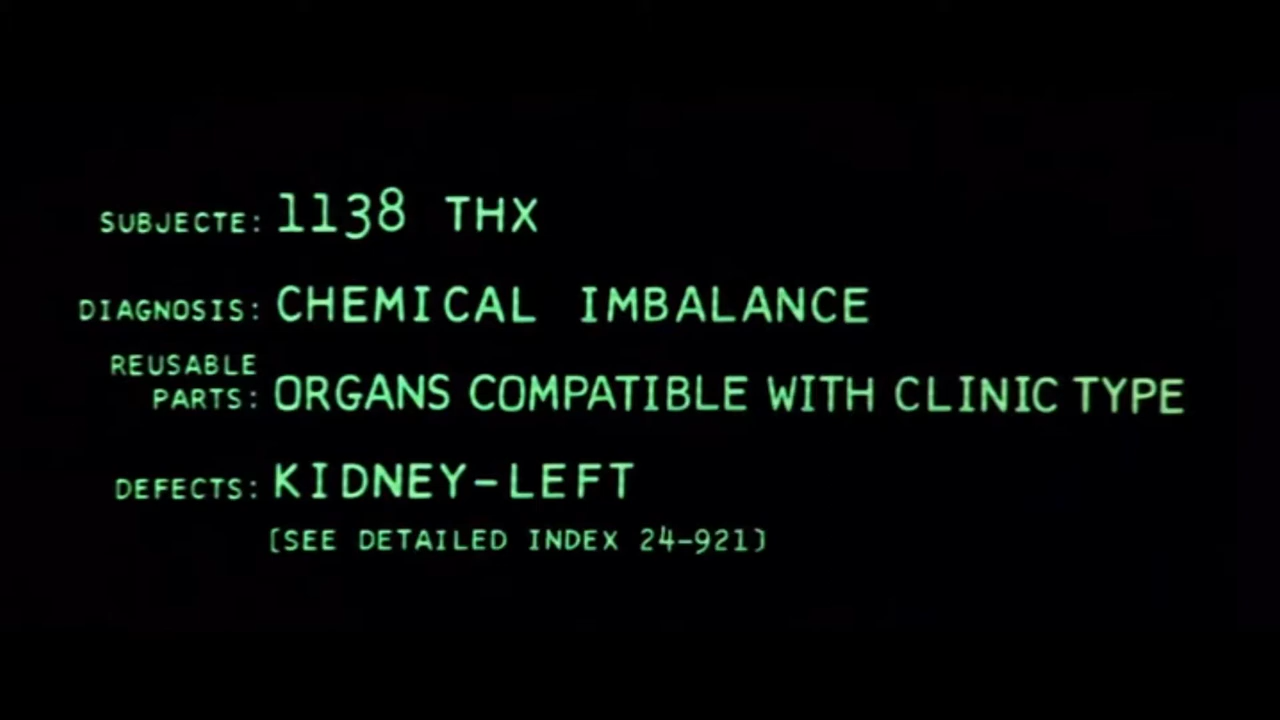 SUBJECTE: 1138 THX
DIAGNOSIS: CHEMICAL IMBALANCE
REUSABLE
PARTS: ORGANS COMPATIBLE WITH CLINIC TYPE
DEFECTS: KIDNEY-LEFT
[SEE DETAILED INDEX 24-921]